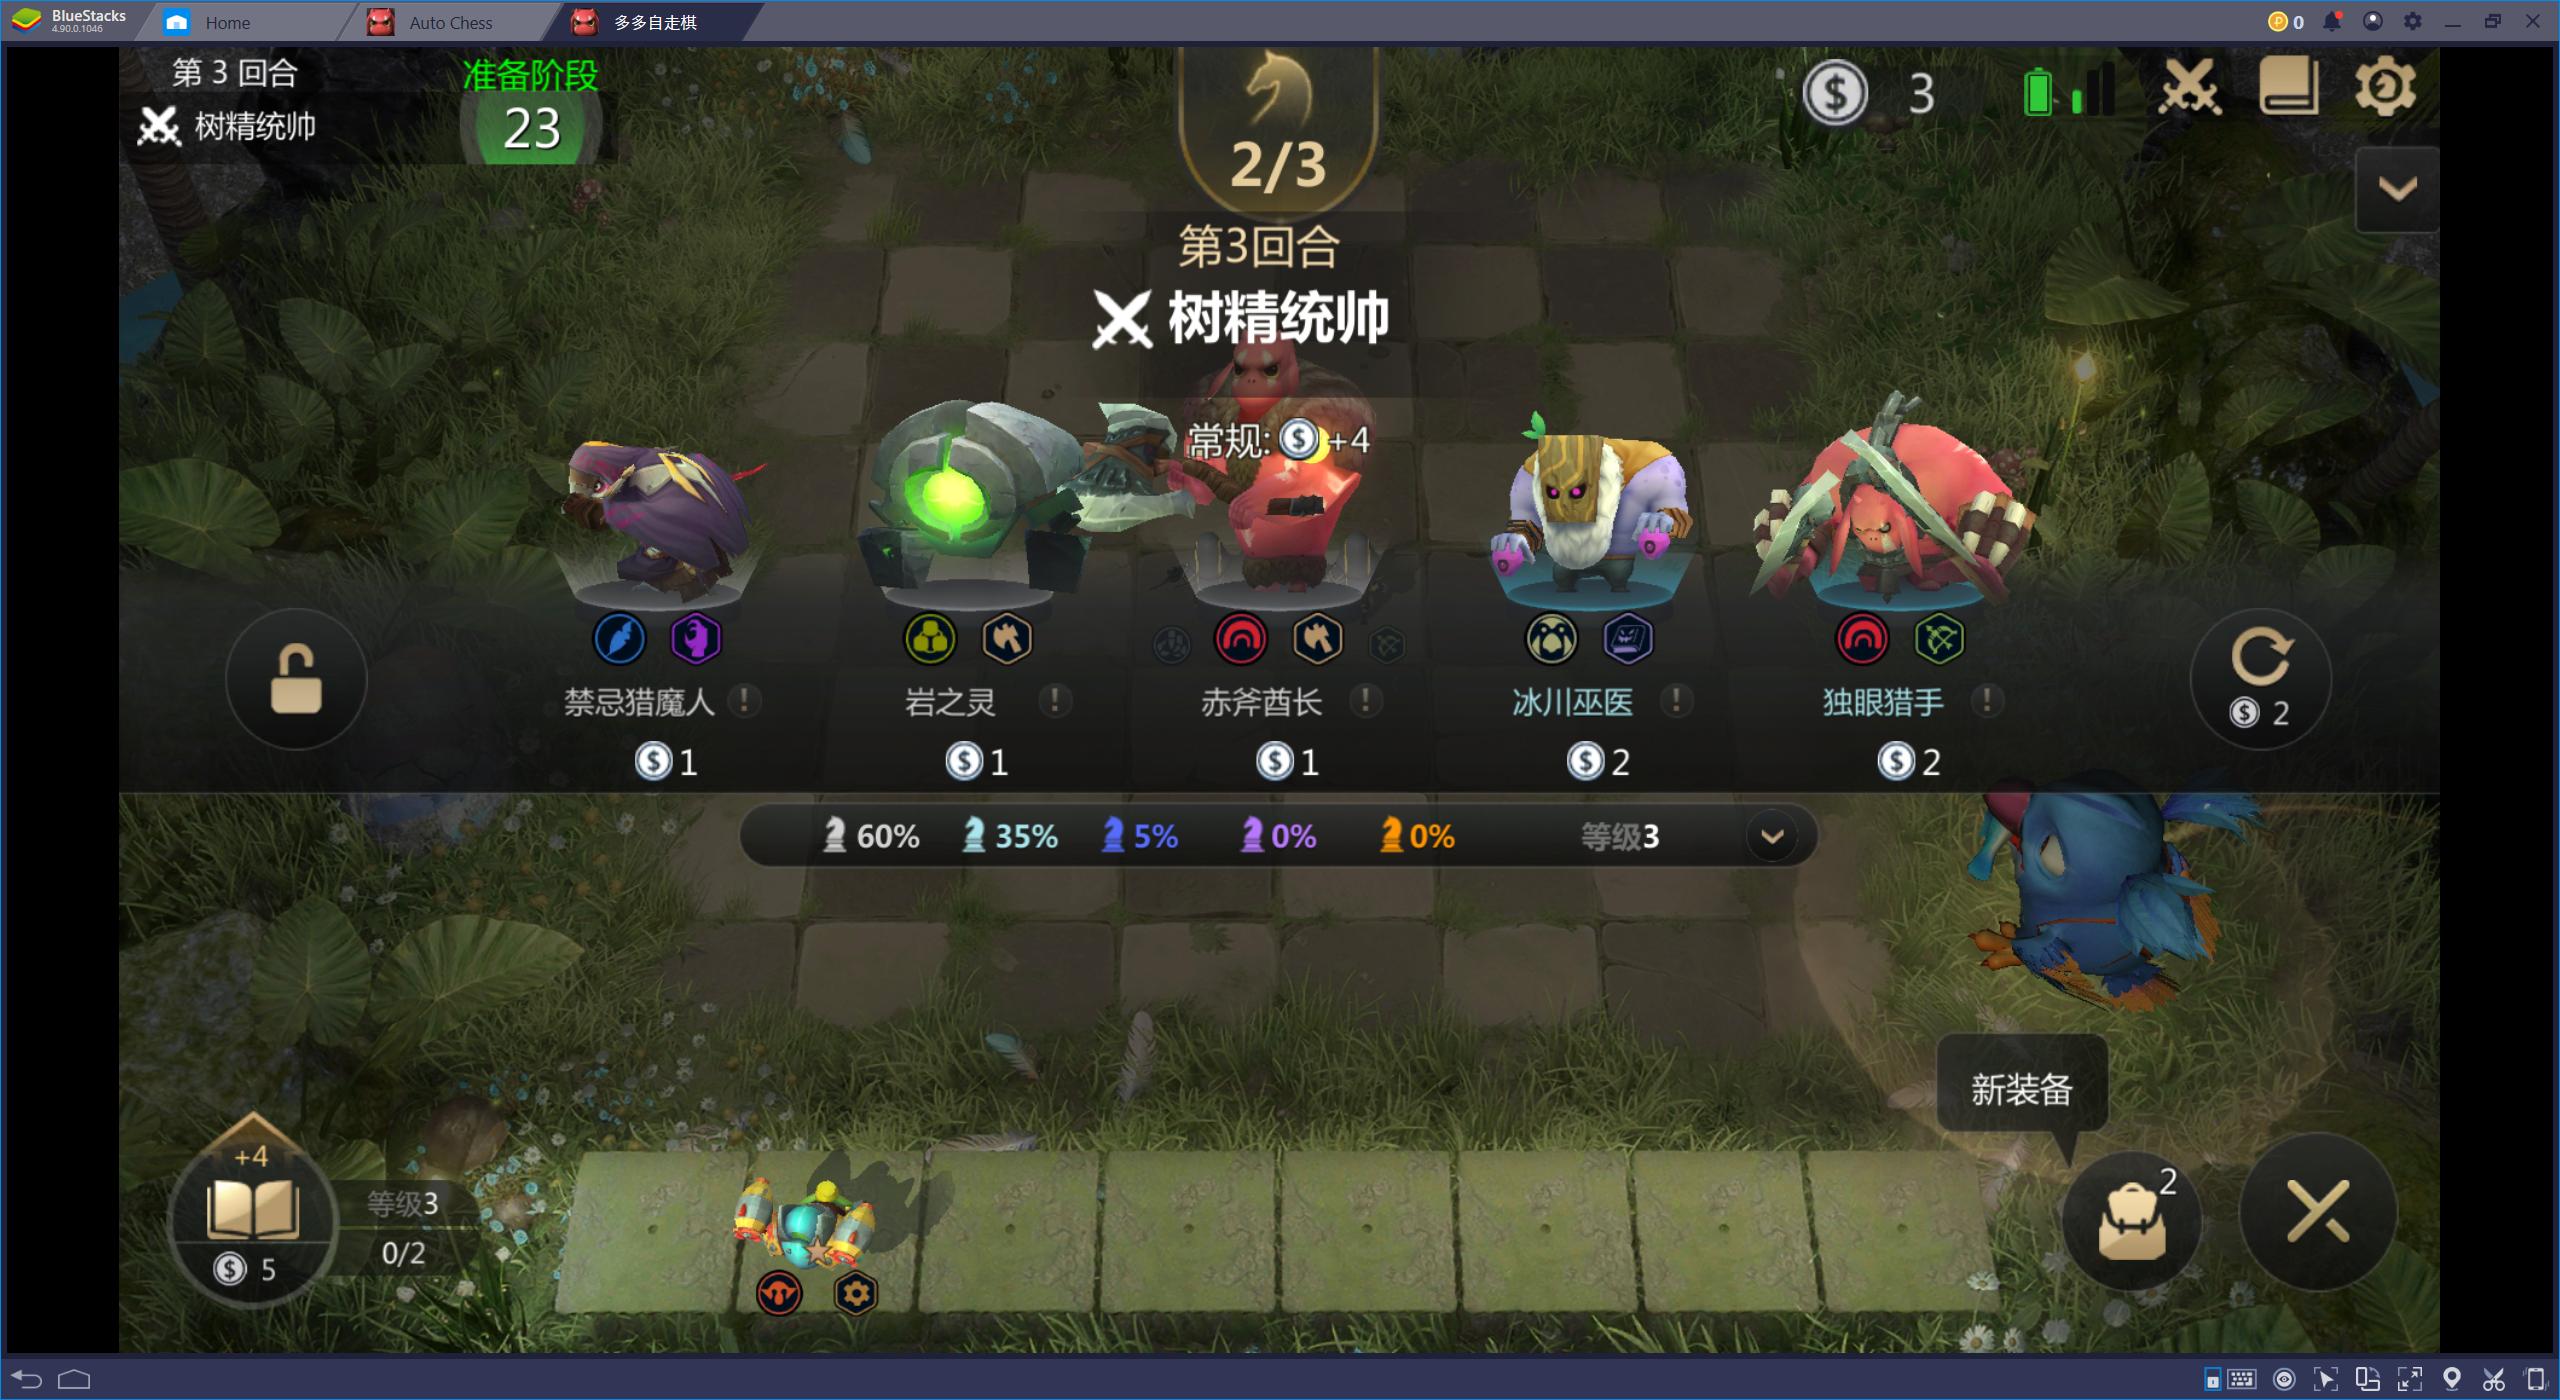 BlueStacks
4.90.0.1046
Home
Auto Chess
多多自走棋
0
第 3 回合
准备阶段
树精统帅
23
2/3
3
第3回合
树精统帅
常规: $ +4
禁忌猎魔人 !
岩之灵 !
赤斧酋长 !
冰川巫医 !
独眼猎手 !
$ 1
$ 1
$ 1
$ 2
$ 2
$ 2
60%
35%
5%
0%
0%
等级3
新装备
+4
等级3
0/2
$ 5
2